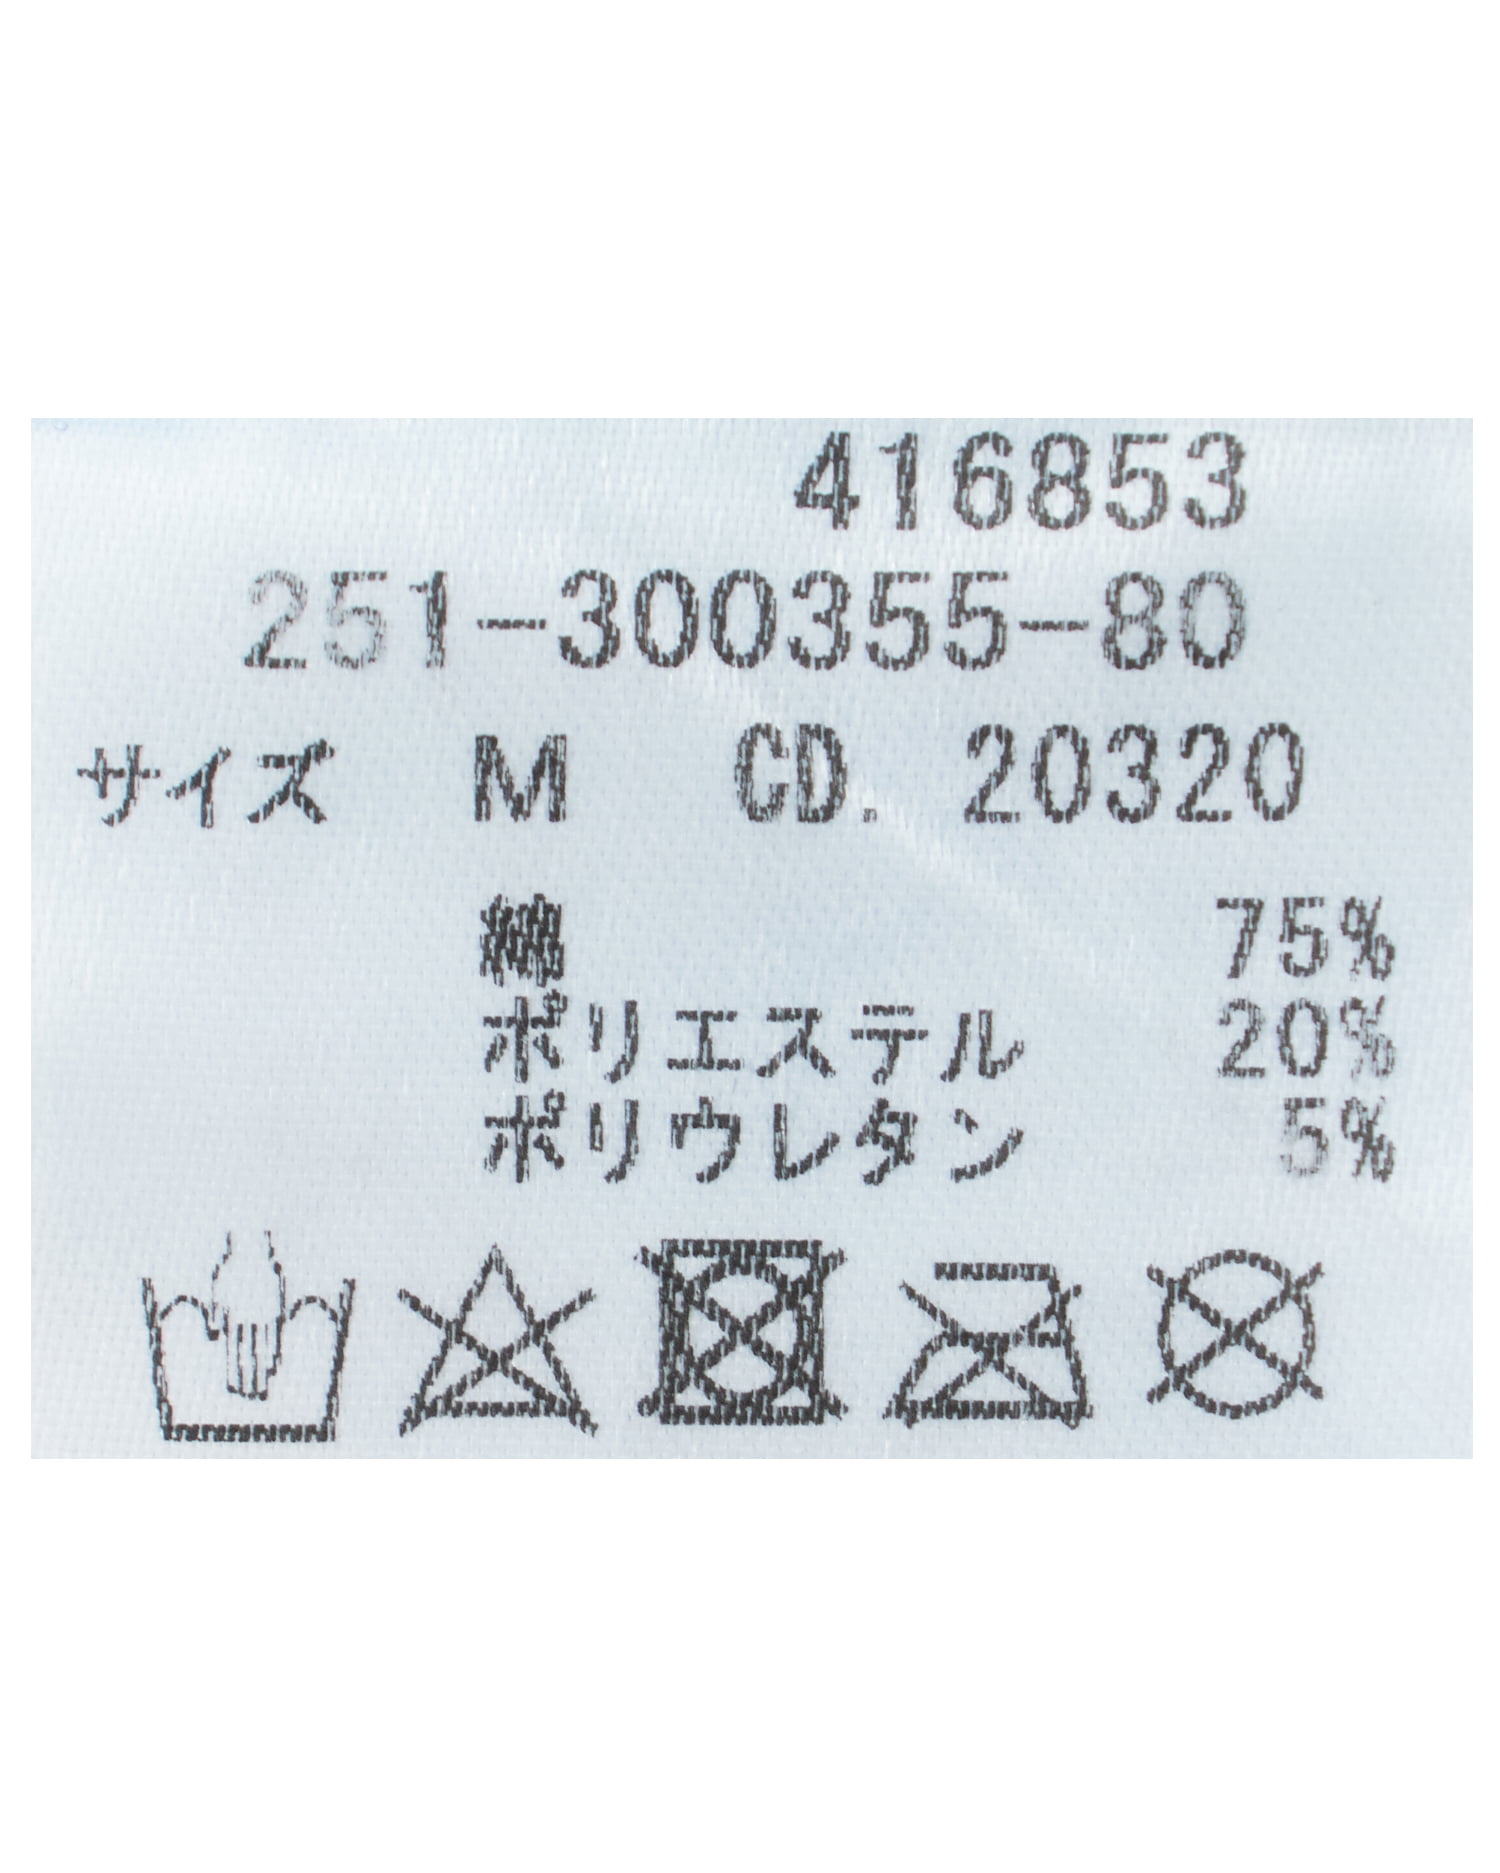 416853
251-300355-80
サイズ M CD. 20320
綿 75%
ポリエステル 20%
ポリウレタン 5%